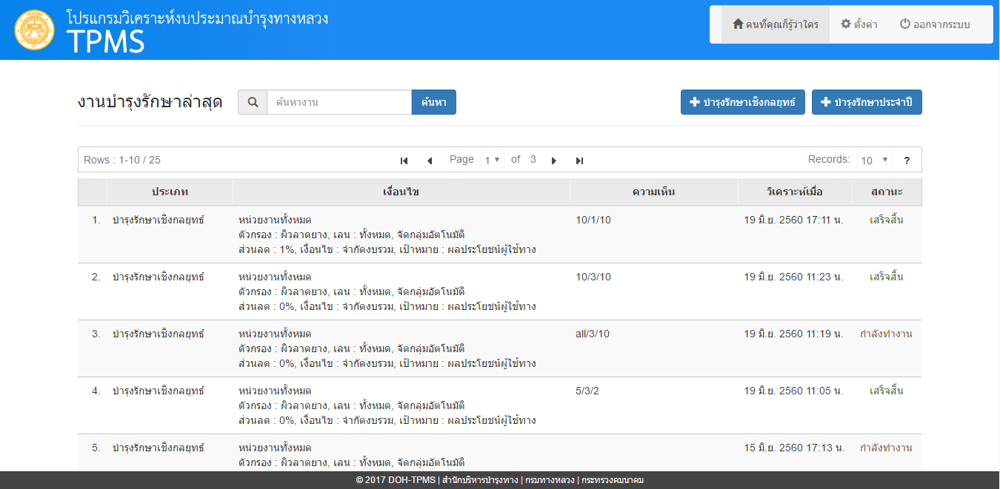 โปรแกรมวิเคราะห์งบประมาณบำรุงทางหลวง
TPMS
คนที่คุณก็รู้ว่าใคร ตั้งค่า ออกจากระบบ
งานบำรุงรักษาล่าสุด ค้นหางาน ค้นหา บำรุงรักษาเชิงกลยุทธ์ บำรุงรักษาประจำปี
Rows : 1-10 / 25 Page 1 of 3 Records: 10 ?
ประเภท เงื่อนไข ความเห็น วิเคราะห์เมื่อ สถานะ
1. บำรุงรักษาเชิงกลยุทธ์ หน่วยงานทั้งหมด 10/1/10 19 มิ.ย. 2560 17:11 น. เสร็จสิ้น
ตัวกรอง : ผิวลาดยาง, เลน : ทั้งหมด, จัดกลุ่มอัตโนมัติ
ส่วนลด : 1%, เงื่อนไข : จำกัดงบรวม, เป้าหมาย : ผลประโยชน์ผู้ใช้ทาง
2. บำรุงรักษาเชิงกลยุทธ์ หน่วยงานทั้งหมด 10/3/10 19 มิ.ย. 2560 11:23 น. เสร็จสิ้น
ตัวกรอง : ผิวลาดยาง, เลน : ทั้งหมด, จัดกลุ่มอัตโนมัติ
ส่วนลด : 0%, เงื่อนไข : จำกัดงบรวม, เป้าหมาย : ผลประโยชน์ผู้ใช้ทาง
3. บำรุงรักษาเชิงกลยุทธ์ หน่วยงานทั้งหมด all/3/10 19 มิ.ย. 2560 11:19 น. กำลังทำงาน
ตัวกรอง : ผิวลาดยาง, เลน : ทั้งหมด, จัดกลุ่มอัตโนมัติ
ส่วนลด : 0%, เงื่อนไข : จำกัดงบรวม, เป้าหมาย : ผลประโยชน์ผู้ใช้ทาง
4. บำรุงรักษาเชิงกลยุทธ์ หน่วยงานทั้งหมด 5/3/2 19 มิ.ย. 2560 11:05 น. เสร็จสิ้น
ตัวกรอง : ผิวลาดยาง, เลน : ทั้งหมด, จัดกลุ่มอัตโนมัติ
ส่วนลด : 0%, เงื่อนไข : จำกัดงบรวม, เป้าหมาย : ผลประโยชน์ผู้ใช้ทาง
5. บำรุงรักษาเชิงกลยุทธ์ หน่วยงานทั้งหมด 15 มิ.ย. 2560 17:13 น. กำลังทำงาน
ตัวกรอง : ผิวลาดยาง, เลน : ทั้งหมด, จัดกลุ่มอัตโนมัติ
© 2017 DOH-TPMS | สำนักบริหารบำรุงทาง | กรมทางหลวง | กระทรวงคมนาคม